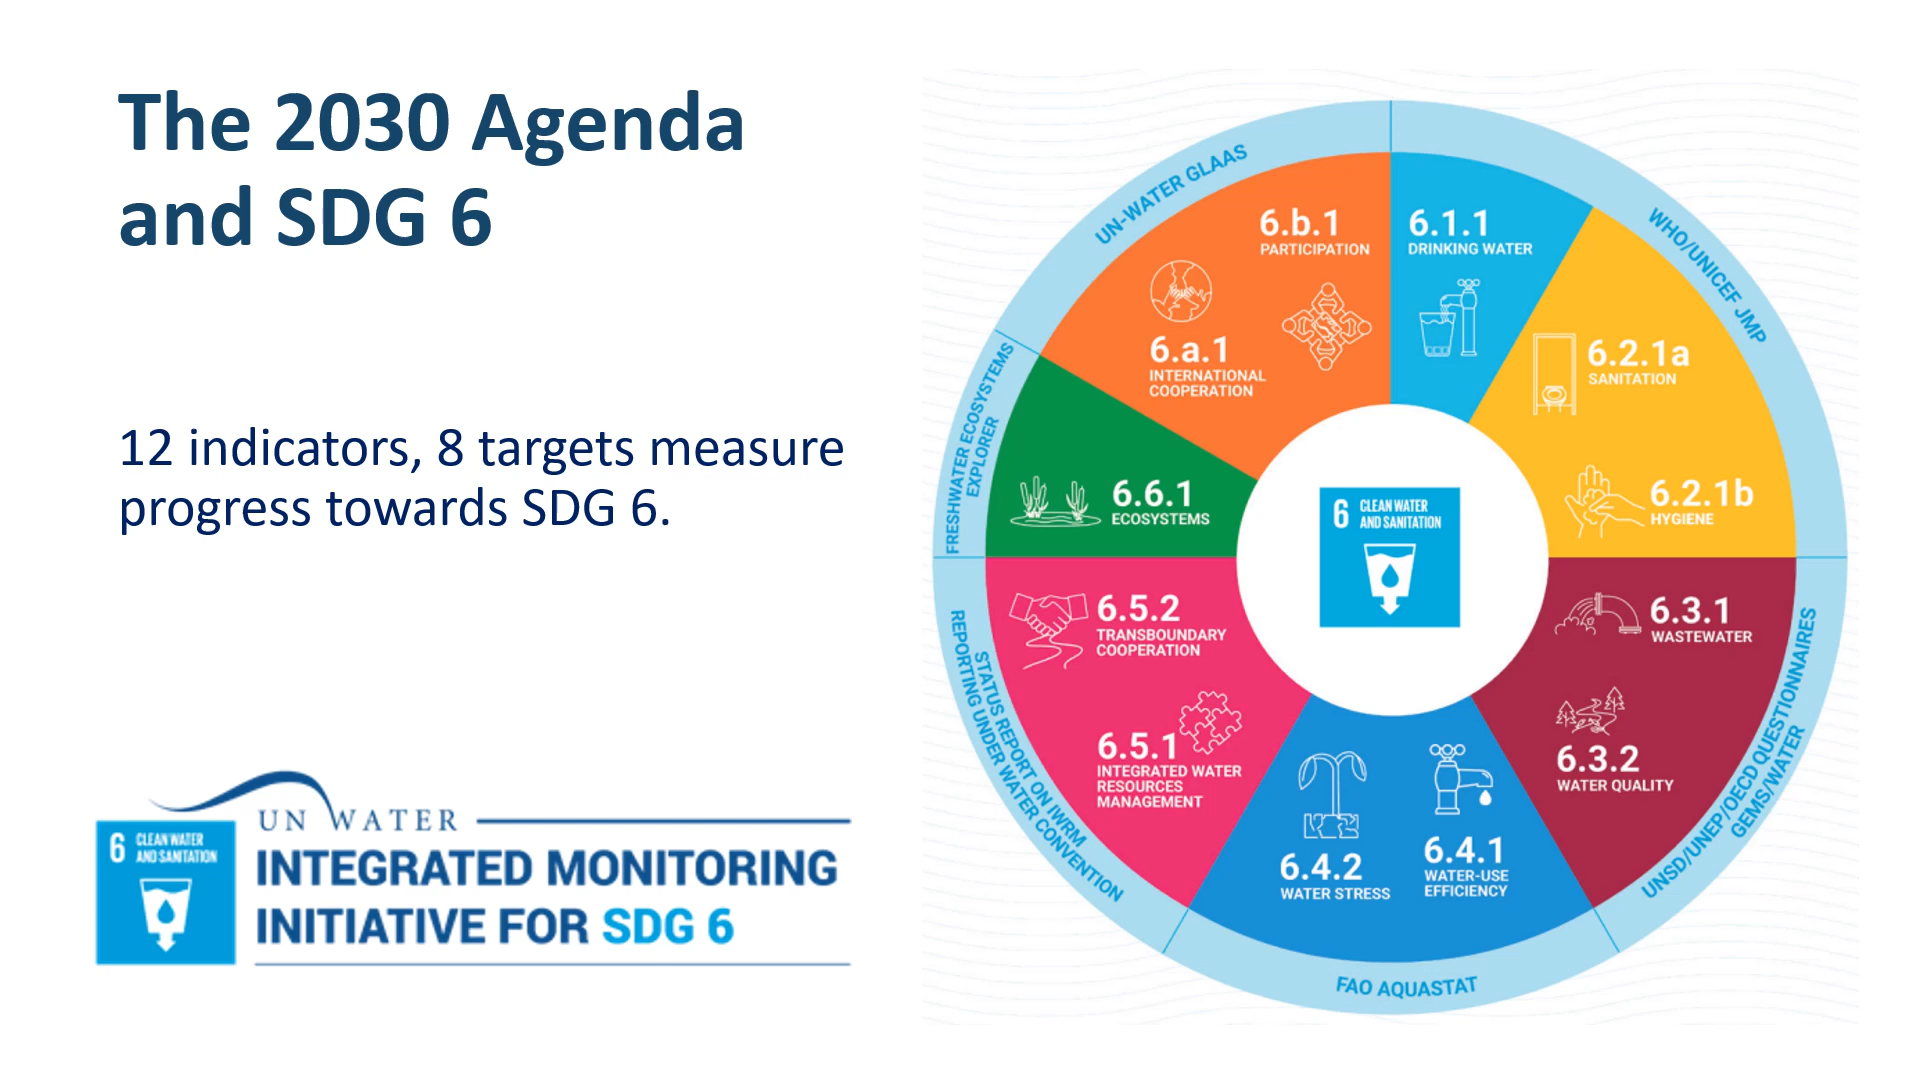 The 2030 Agenda
and SDG 6
12 indicators, 8 targets measure
progress towards SDG 6.
6 CLEAN WATER
AND SANITATION
UN WATER
INTEGRATED MONITORING
INITIATIVE FOR SDG 6
UN-WATER GLAAS
WHO/UNICEF JMP
UNSD/UNEP/OECD QUESTIONNAIRES
GEMS/WATER
FAO AQUASTAT
STATUS REPORT ON IWRM
REPORTING UNDER WATER CONVENTION
FRESHWATER ECOSYSTEMS
EXPLORER
6.1.1
DRINKING WATER
6.2.1a
SANITATION
6.2.1b
HYGIENE
6.3.1
WASTEWATER
6.3.2
WATER QUALITY
6.4.1
WATER-USE
EFFICIENCY
6.4.2
WATER STRESS
6.5.1
INTEGRATED WATER
RESOURCES
MANAGEMENT
6.5.2
TRANSBOUNDARY
COOPERATION
6.6.1
ECOSYSTEMS
6.a.1
INTERNATIONAL
COOPERATION
6.b.1
PARTICIPATION
6 CLEAN WATER
AND SANITATION